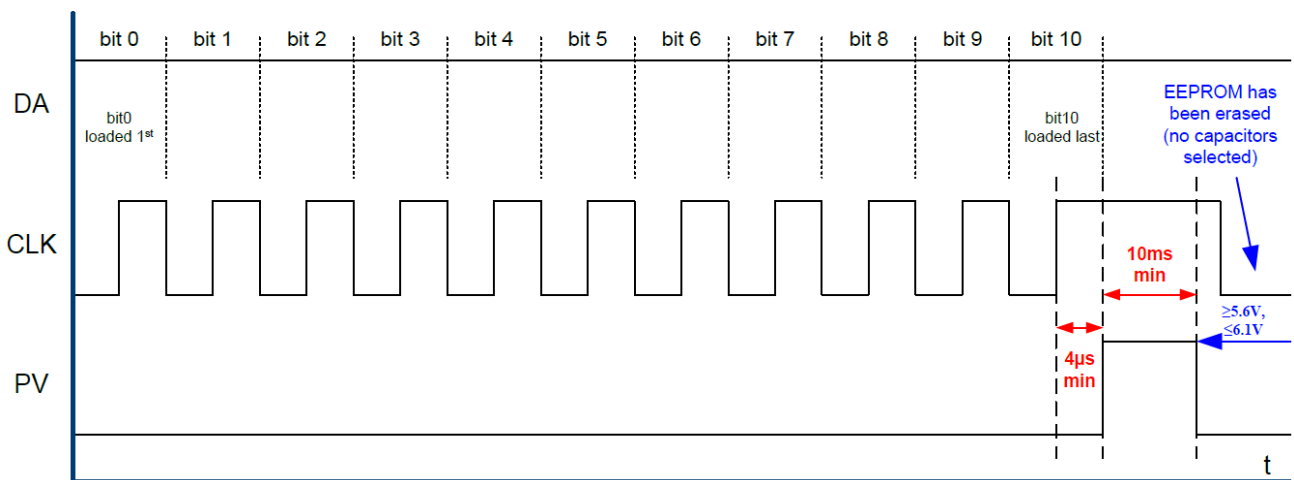 bit 0 bit 1 bit 2 bit 3 bit 4 bit 5 bit 6 bit 7 bit 8 bit 9 bit 10
DA
bit0
loaded 1st
bit10
loaded last
EEPROM has
been erased
(no capacitors
selected)
CLK
10ms
min
≥5.6V,
≤6.1V
4µs
min
PV
t